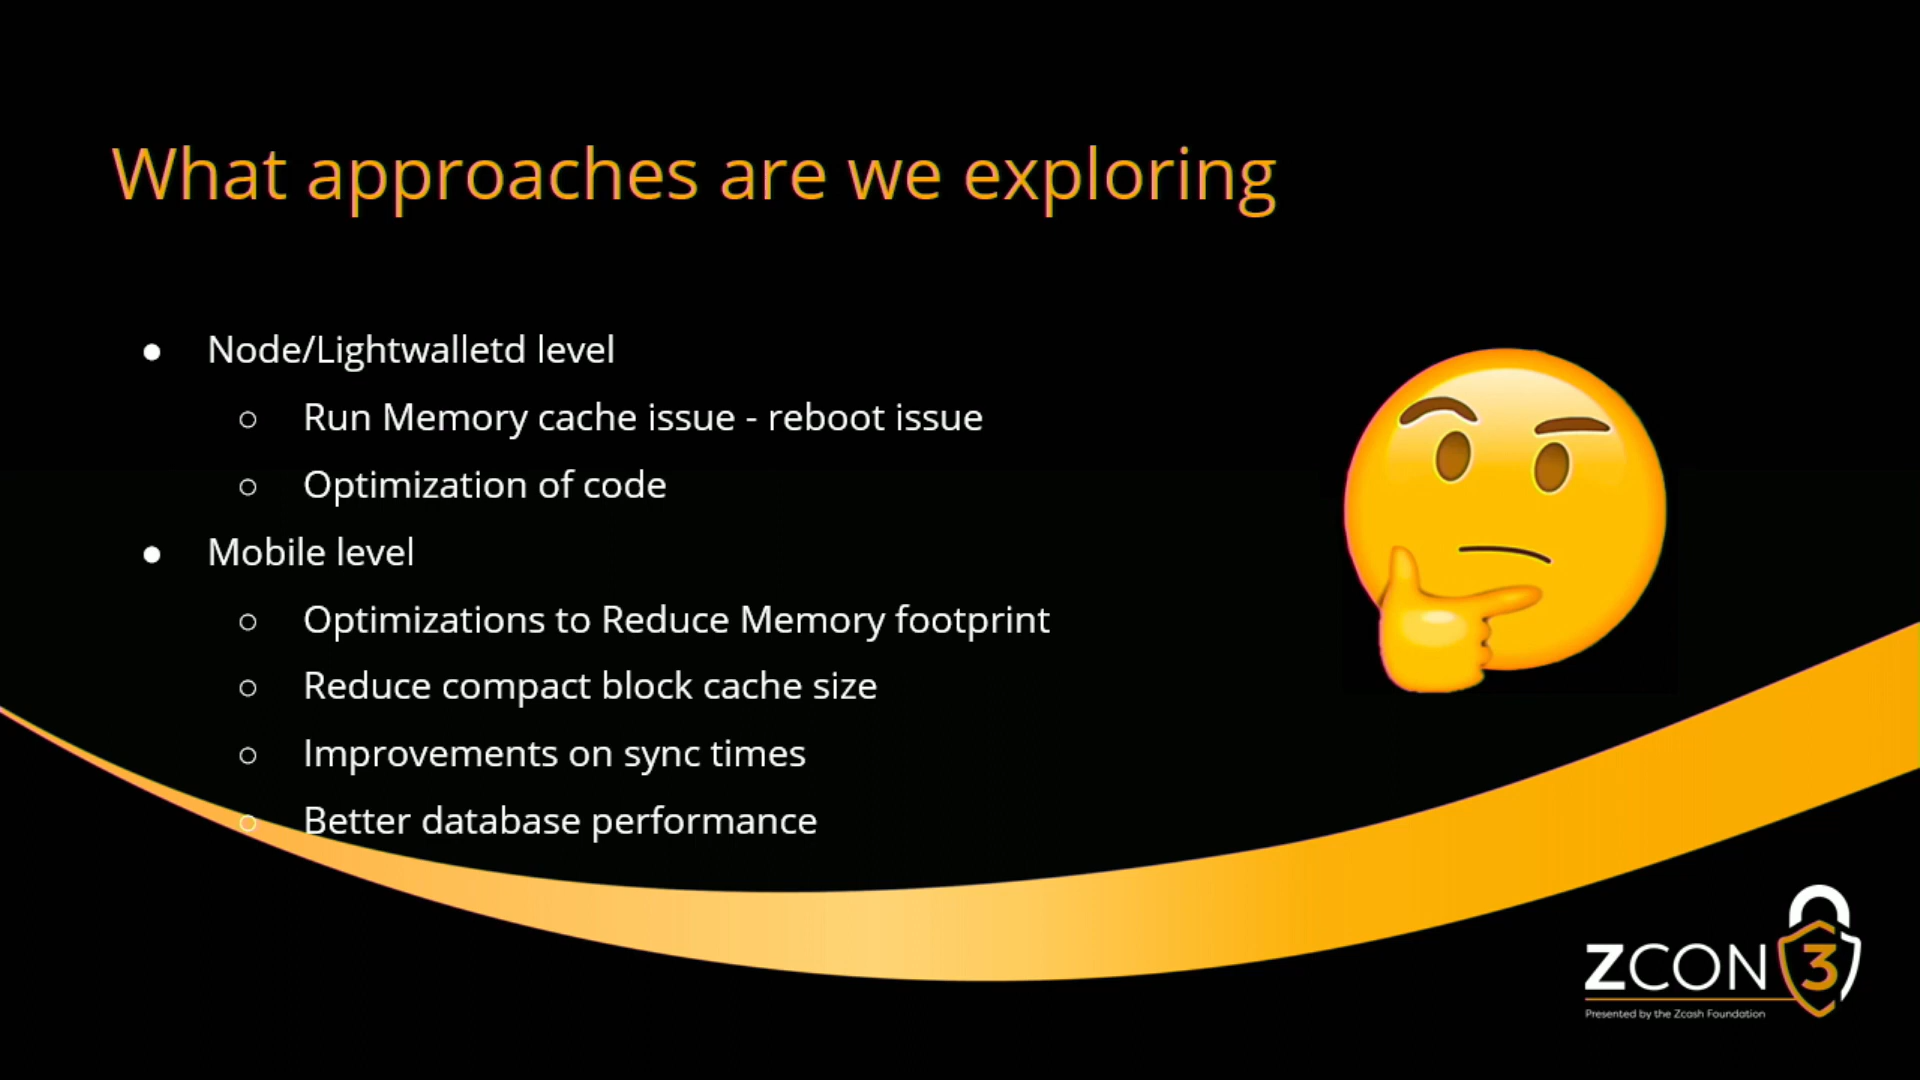 What approaches are we exploring
● Node/Lightwalletd level
○ Run Memory cache issue - reboot issue
○ Optimization of code
● Mobile level
○ Optimizations to Reduce Memory footprint
○ Reduce compact block cache size
○ Improvements on sync times
○ Better database performance
ZCON 3
Presented by the Zcash Foundation